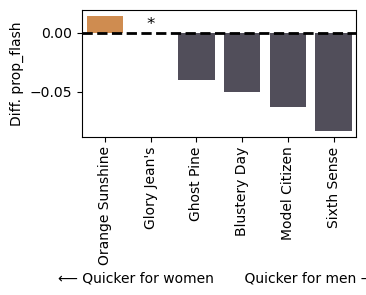 Diff. prop_flash
0.00
−0.05
*
Orange Sunshine
Glory Jean's
Ghost Pine
Blustery Day
Model Citizen
Sixth Sense
⟵ Quicker for women
Quicker for men –